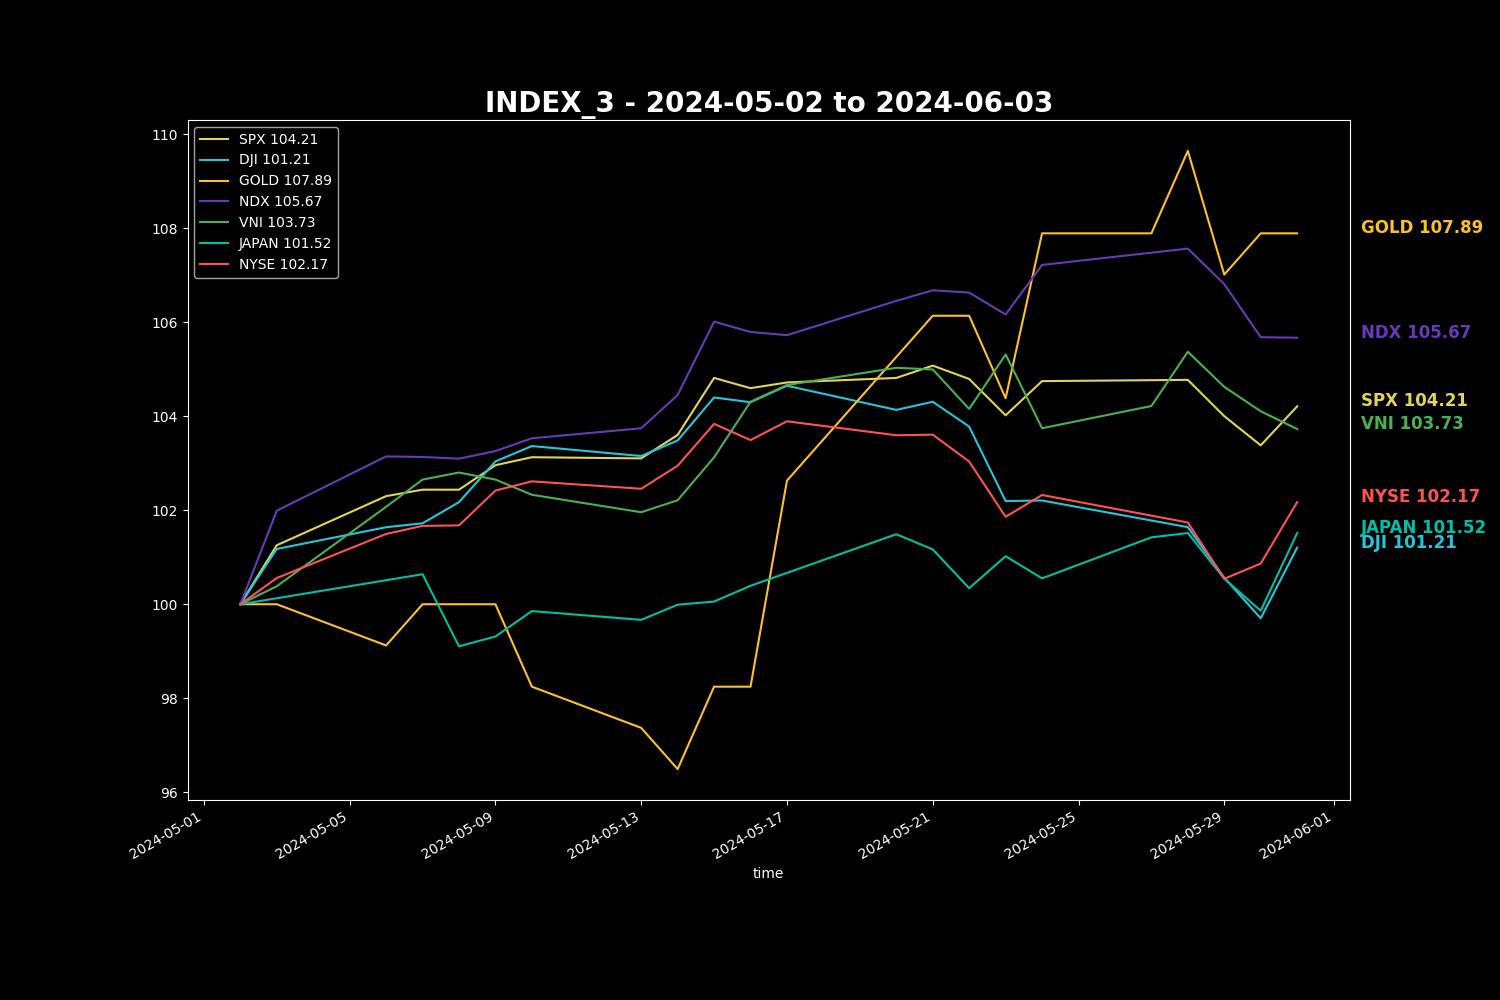 INDEX_3 - 2024-05-02 to 2024-06-03
SPX 104.21
DJI 101.21
GOLD 107.89
NDX 105.67
VNI 103.73
JAPAN 101.52
NYSE 102.17
110
108
106
104
102
100
98
96
GOLD 107.89
NDX 105.67
SPX 104.21
VNI 103.73
NYSE 102.17
JAPAN 101.52
DJI 101.21
2024-05-01
2024-05-05
2024-05-09
2024-05-13
2024-05-17
2024-05-21
2024-05-25
2024-05-29
2024-06-01
time